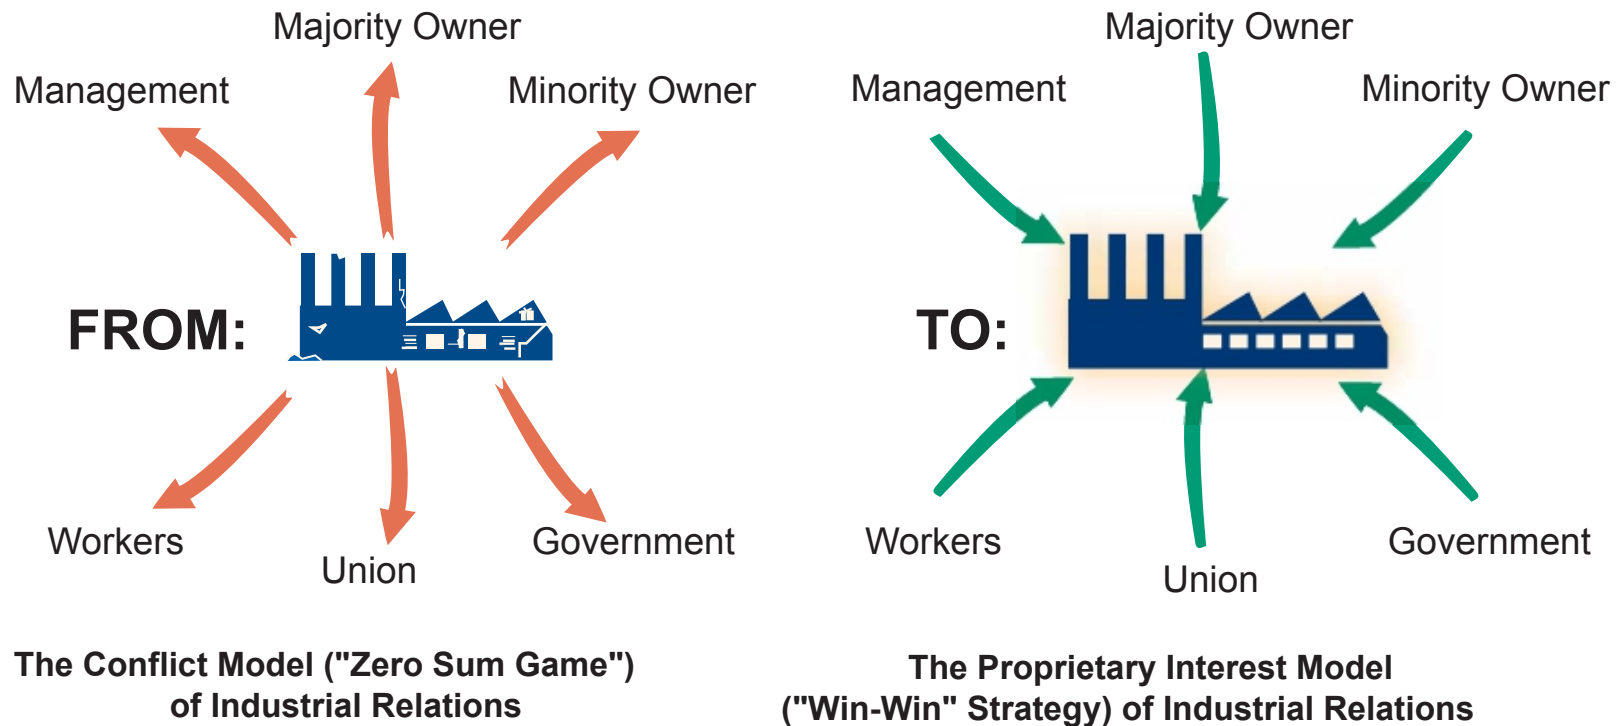 Majority Owner
Management
Minority Owner
FROM:
Workers
Union
Government
The Conflict Model ("Zero Sum Game")
of Industrial Relations
Majority Owner
Management
Minority Owner
TO:
Workers
Union
Government
The Proprietary Interest Model
("Win-Win" Strategy) of Industrial Relations